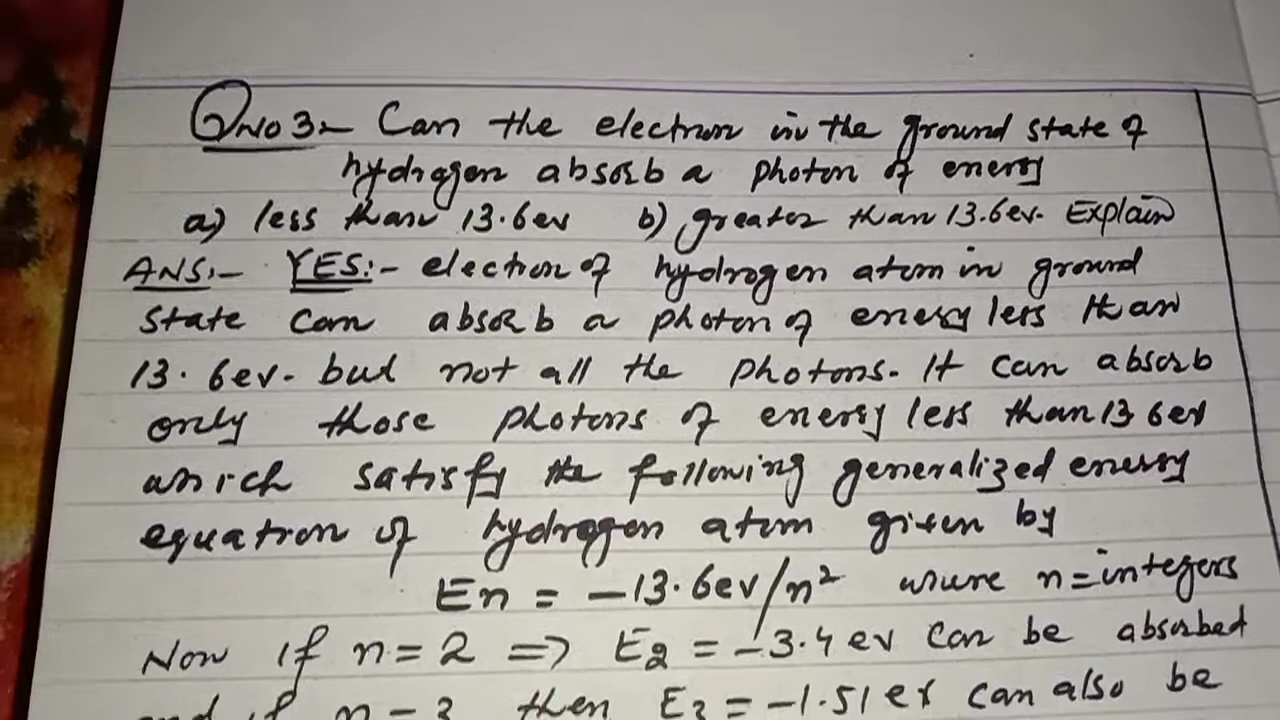 QNO3- Can the electron in the ground state of
hydrogen absorb a photon of energy
a) less than 13.6ev b) greater than 13.6ev. Explain
ANS:- YES:- electron of hydrogen atom in ground
state can absorb a photon of energy less than
13.6ev. but not all the photons. It can absorb
only those photons of energy less than 13 6ev
which satisfy the following generalized energy
equation of hydrogen atom given by
En = -13.6ev/n² where n=integers
Now if n=2 => E₂ = -3.4 ev can be absorbed
and if n=3 then E₃ = -1.51 ev can also be